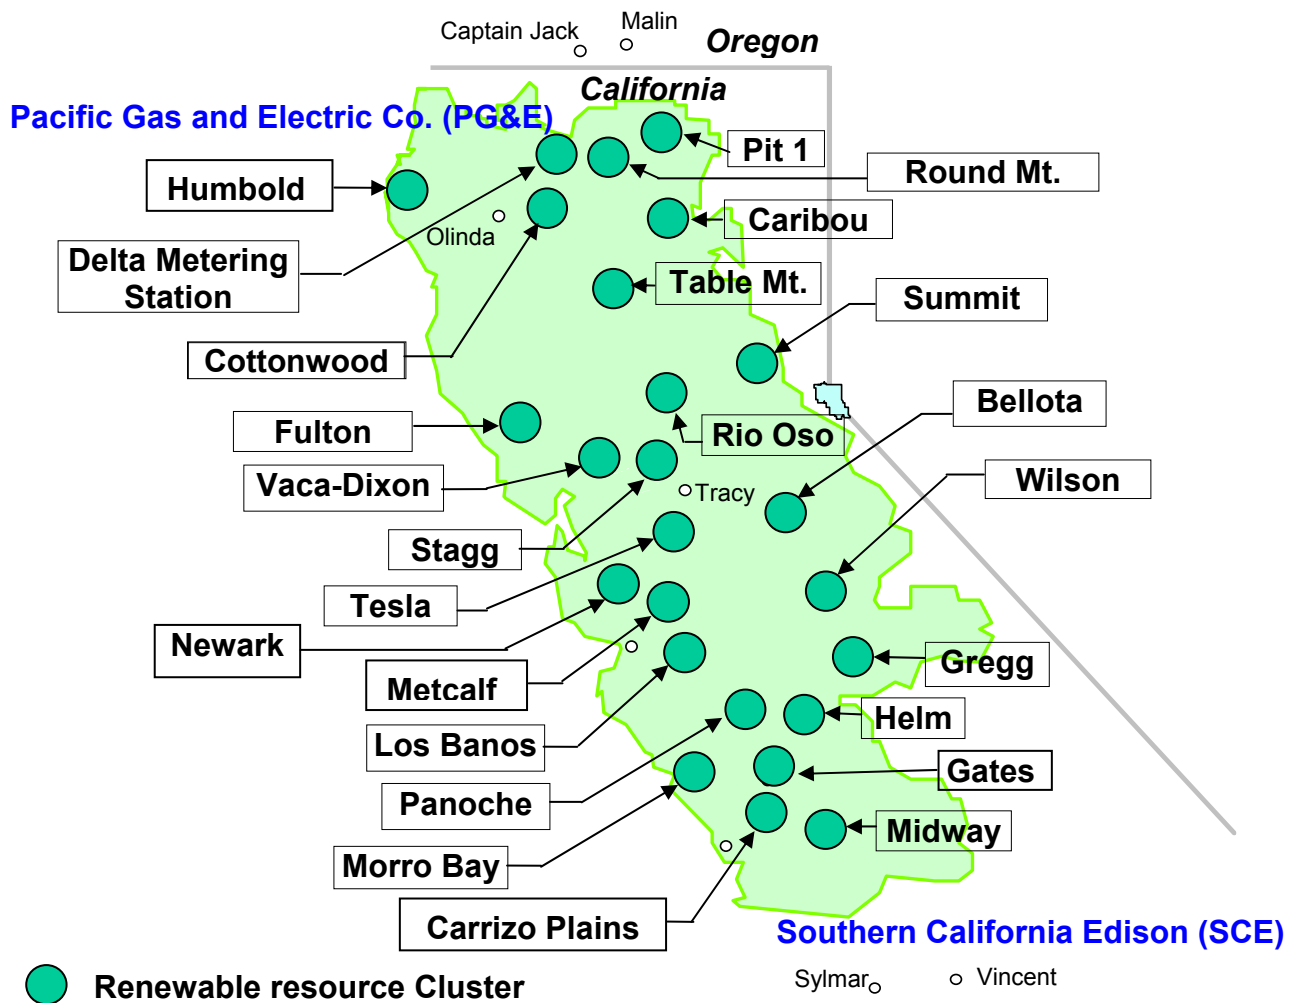 Captain Jack
Malin
Oregon
California
Pacific Gas and Electric Co. (PG&E)
Pit 1
Humbold
Round Mt.
Olinda
Caribou
Delta Metering
Station
Table Mt.
Summit
Cottonwood
Bellota
Fulton
Rio Oso
Vaca-Dixon
Tracy
Wilson
Stagg
Tesla
Newark
Metcalf
Gregg
Los Banos
Helm
Panoche
Gates
Morro Bay
Midway
Carrizo Plains
Southern California Edison (SCE)
Sylmar
Vincent
Renewable resource Cluster